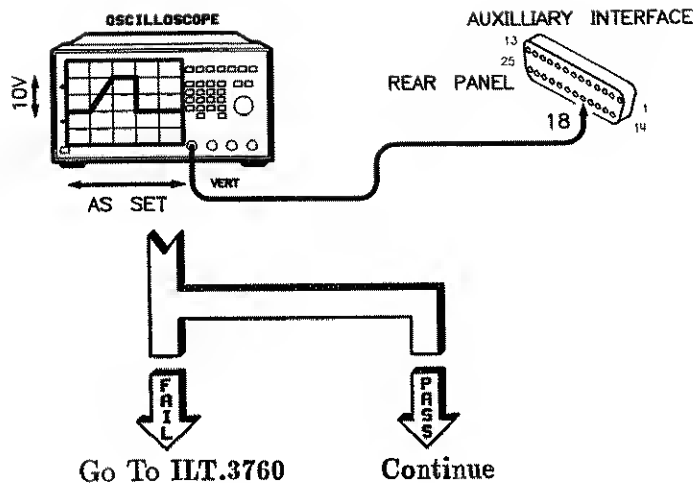 OSCILLOSCOPE
AUXILLIARY INTERFACE
13
25
REAR PANEL
10V
18
1
14
VERT
AS SET
FAIL
PASS
Go To ILT.3760
Continue